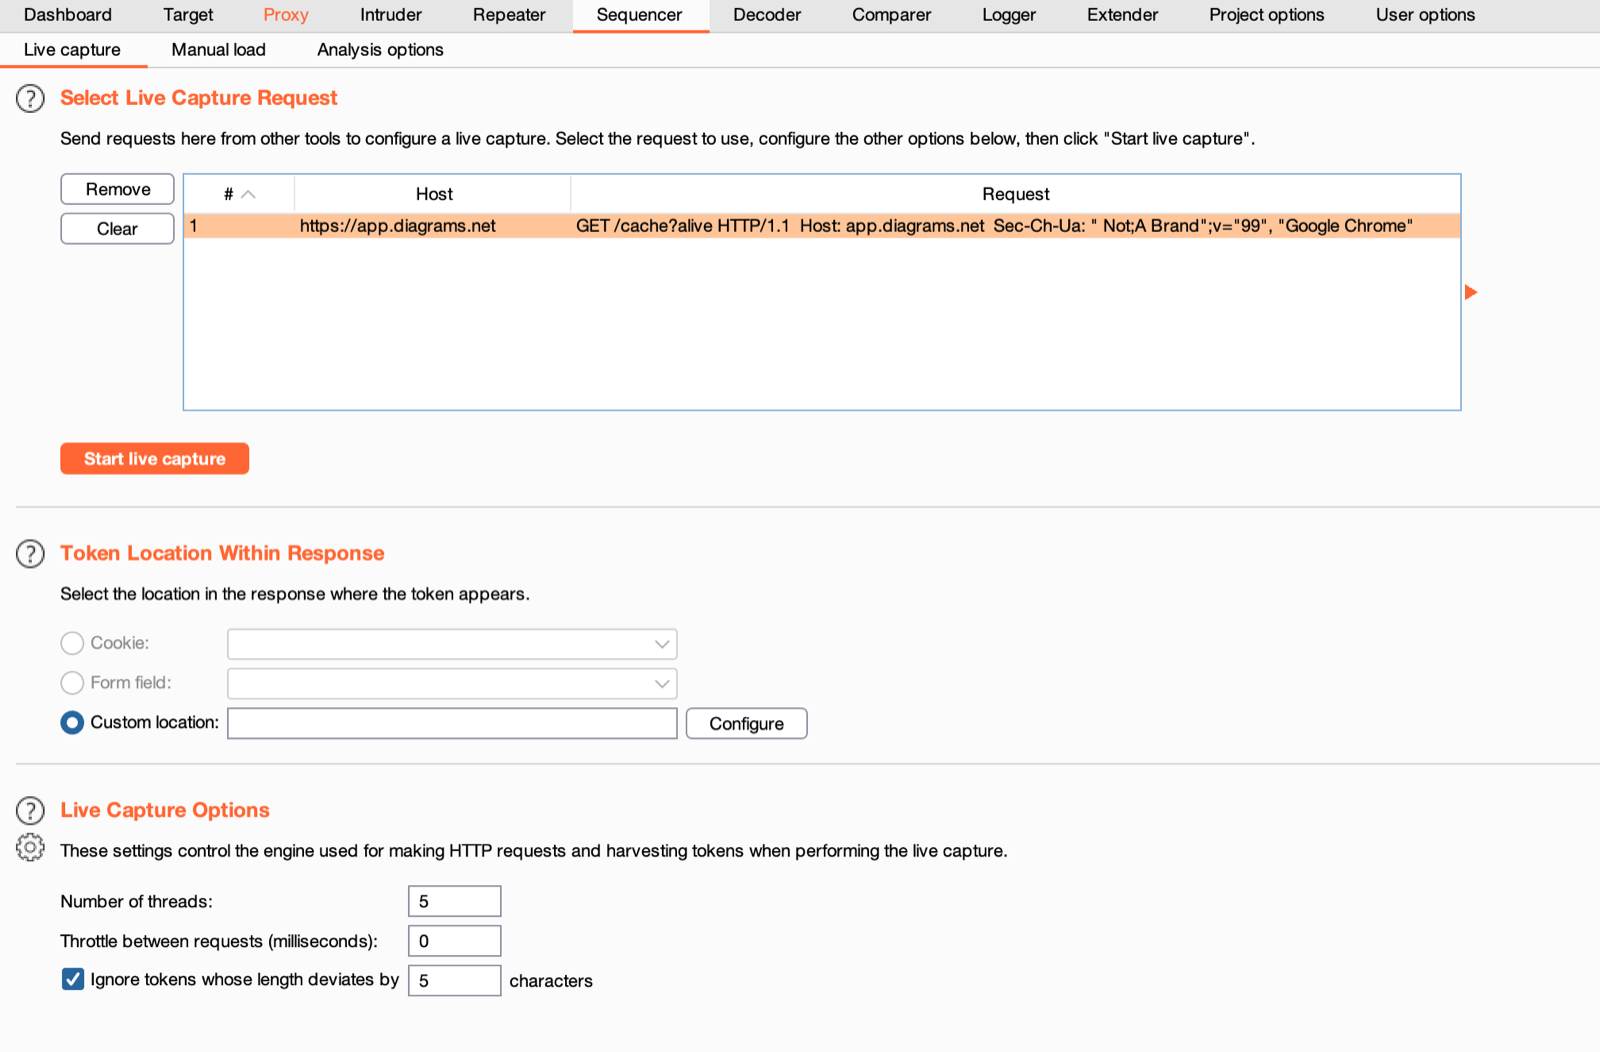 Dashboard Target Proxy Intruder Repeater Sequencer Decoder Comparer Logger Extender Project options User options
Live capture Manual load Analysis options
? Select Live Capture Request
Send requests here from other tools to configure a live capture. Select the request to use, configure the other options below, then click "Start live capture".
Remove # Host Request
Clear 1 https://app.diagrams.net GET /cache?alive HTTP/1.1 Host: app.diagrams.net Sec-Ch-Ua: " Not;A Brand";v="99", "Google Chrome"
Start live capture
? Token Location Within Response
Select the location in the response where the token appears.
Cookie:
Form field:
Custom location: Configure
? Live Capture Options
These settings control the engine used for making HTTP requests and harvesting tokens when performing the live capture.
Number of threads: 5
Throttle between requests (milliseconds): 0
Ignore tokens whose length deviates by 5 characters